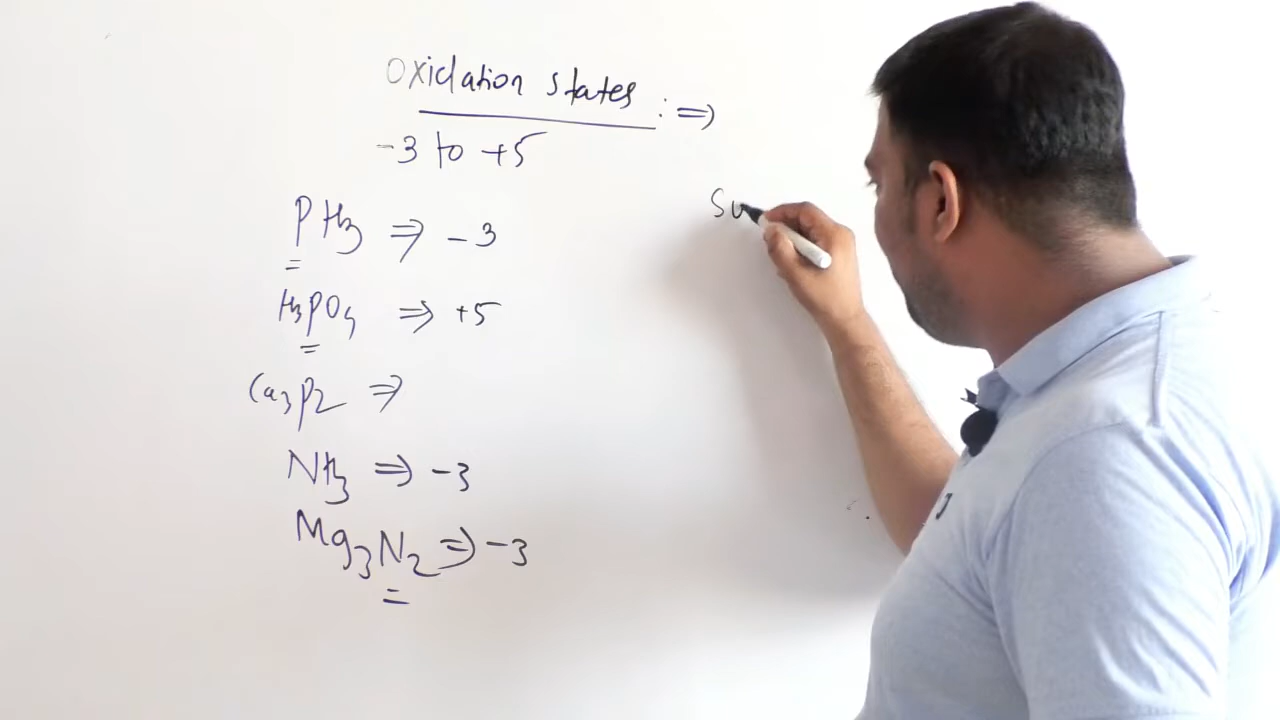 Oxidation states : ⇒
-3 to +5
PH3 ⇒ -3
H3PO4 ⇒ +5
Ca3P2 ⇒
NH3 ⇒ -3
Mg3N2 ⇒ -3
Su